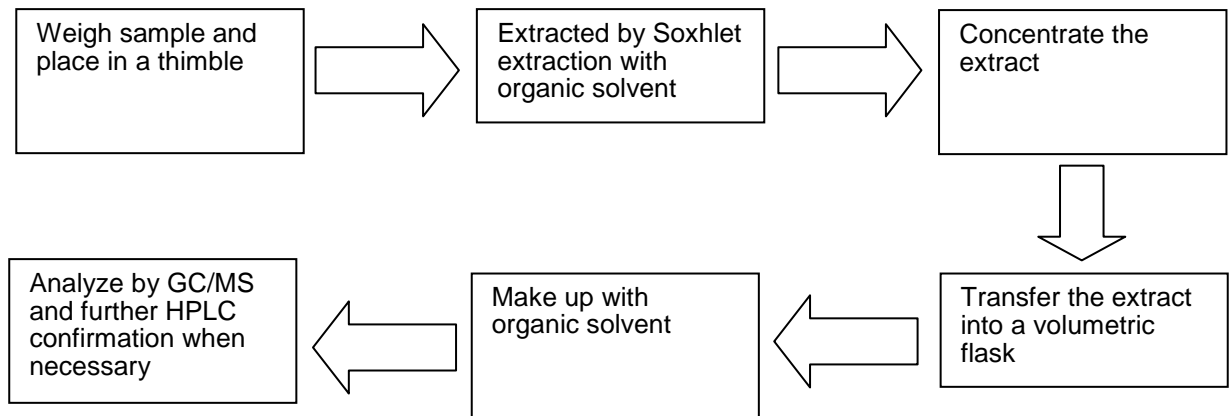 Weigh sample and
place in a thimble
Extracted by Soxhlet
extraction with
organic solvent
Concentrate the
extract
Transfer the extract
into a volumetric
flask
Make up with
organic solvent
Analyze by GC/MS
and further HPLC
confirmation when
necessary